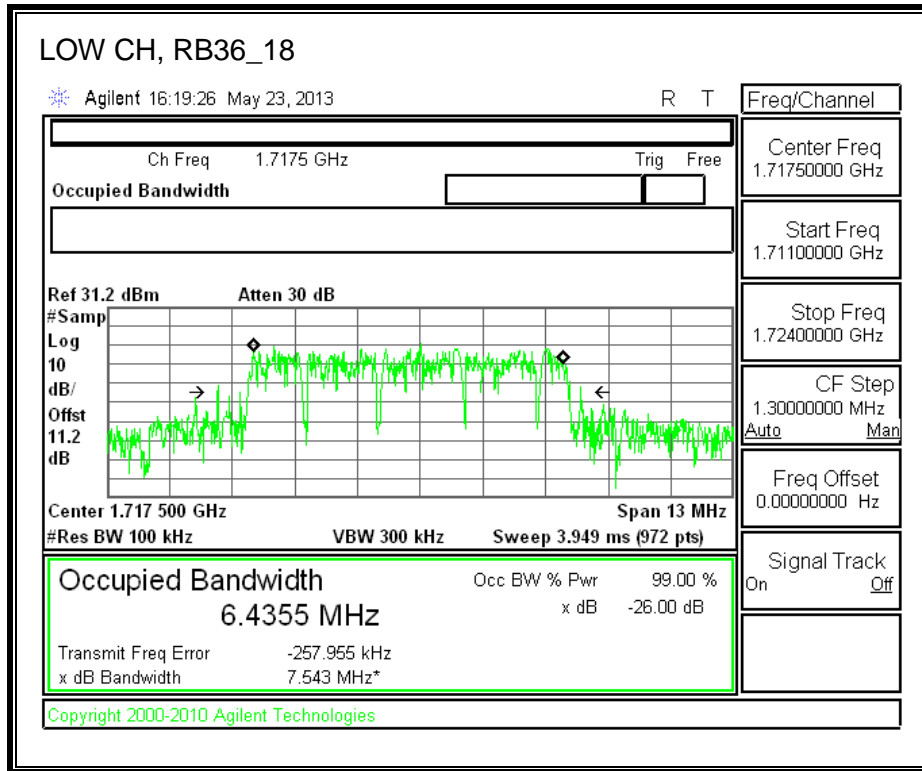 LOW CH, RB36_18
Agilent 16:19:26 May 23, 2013 R T
Freq/Channel
Ch Freq 1.7175 GHz Trig Free
Occupied Bandwidth
Center Freq
1.71750000 GHz
Start Freq
1.71100000 GHz
Stop Freq
1.72400000 GHz
CF Step
1.30000000 MHz
Auto Man
Freq Offset
0.00000000 Hz
Signal Track
On Off
Ref 31.2 dBm Atten 30 dB
#Samp
Log
10
dB/
Offst
11.2
dB
Center 1.717 500 GHz Span 13 MHz
#Res BW 100 kHz VBW 300 kHz Sweep 3.949 ms (972 pts)
Occupied Bandwidth
6.4355 MHz
Occ BW % Pwr 99.00 %
x dB -26.00 dB
Transmit Freq Error -257.955 kHz
x dB Bandwidth 7.543 MHz*
Copyright 2000-2010 Agilent Technologies